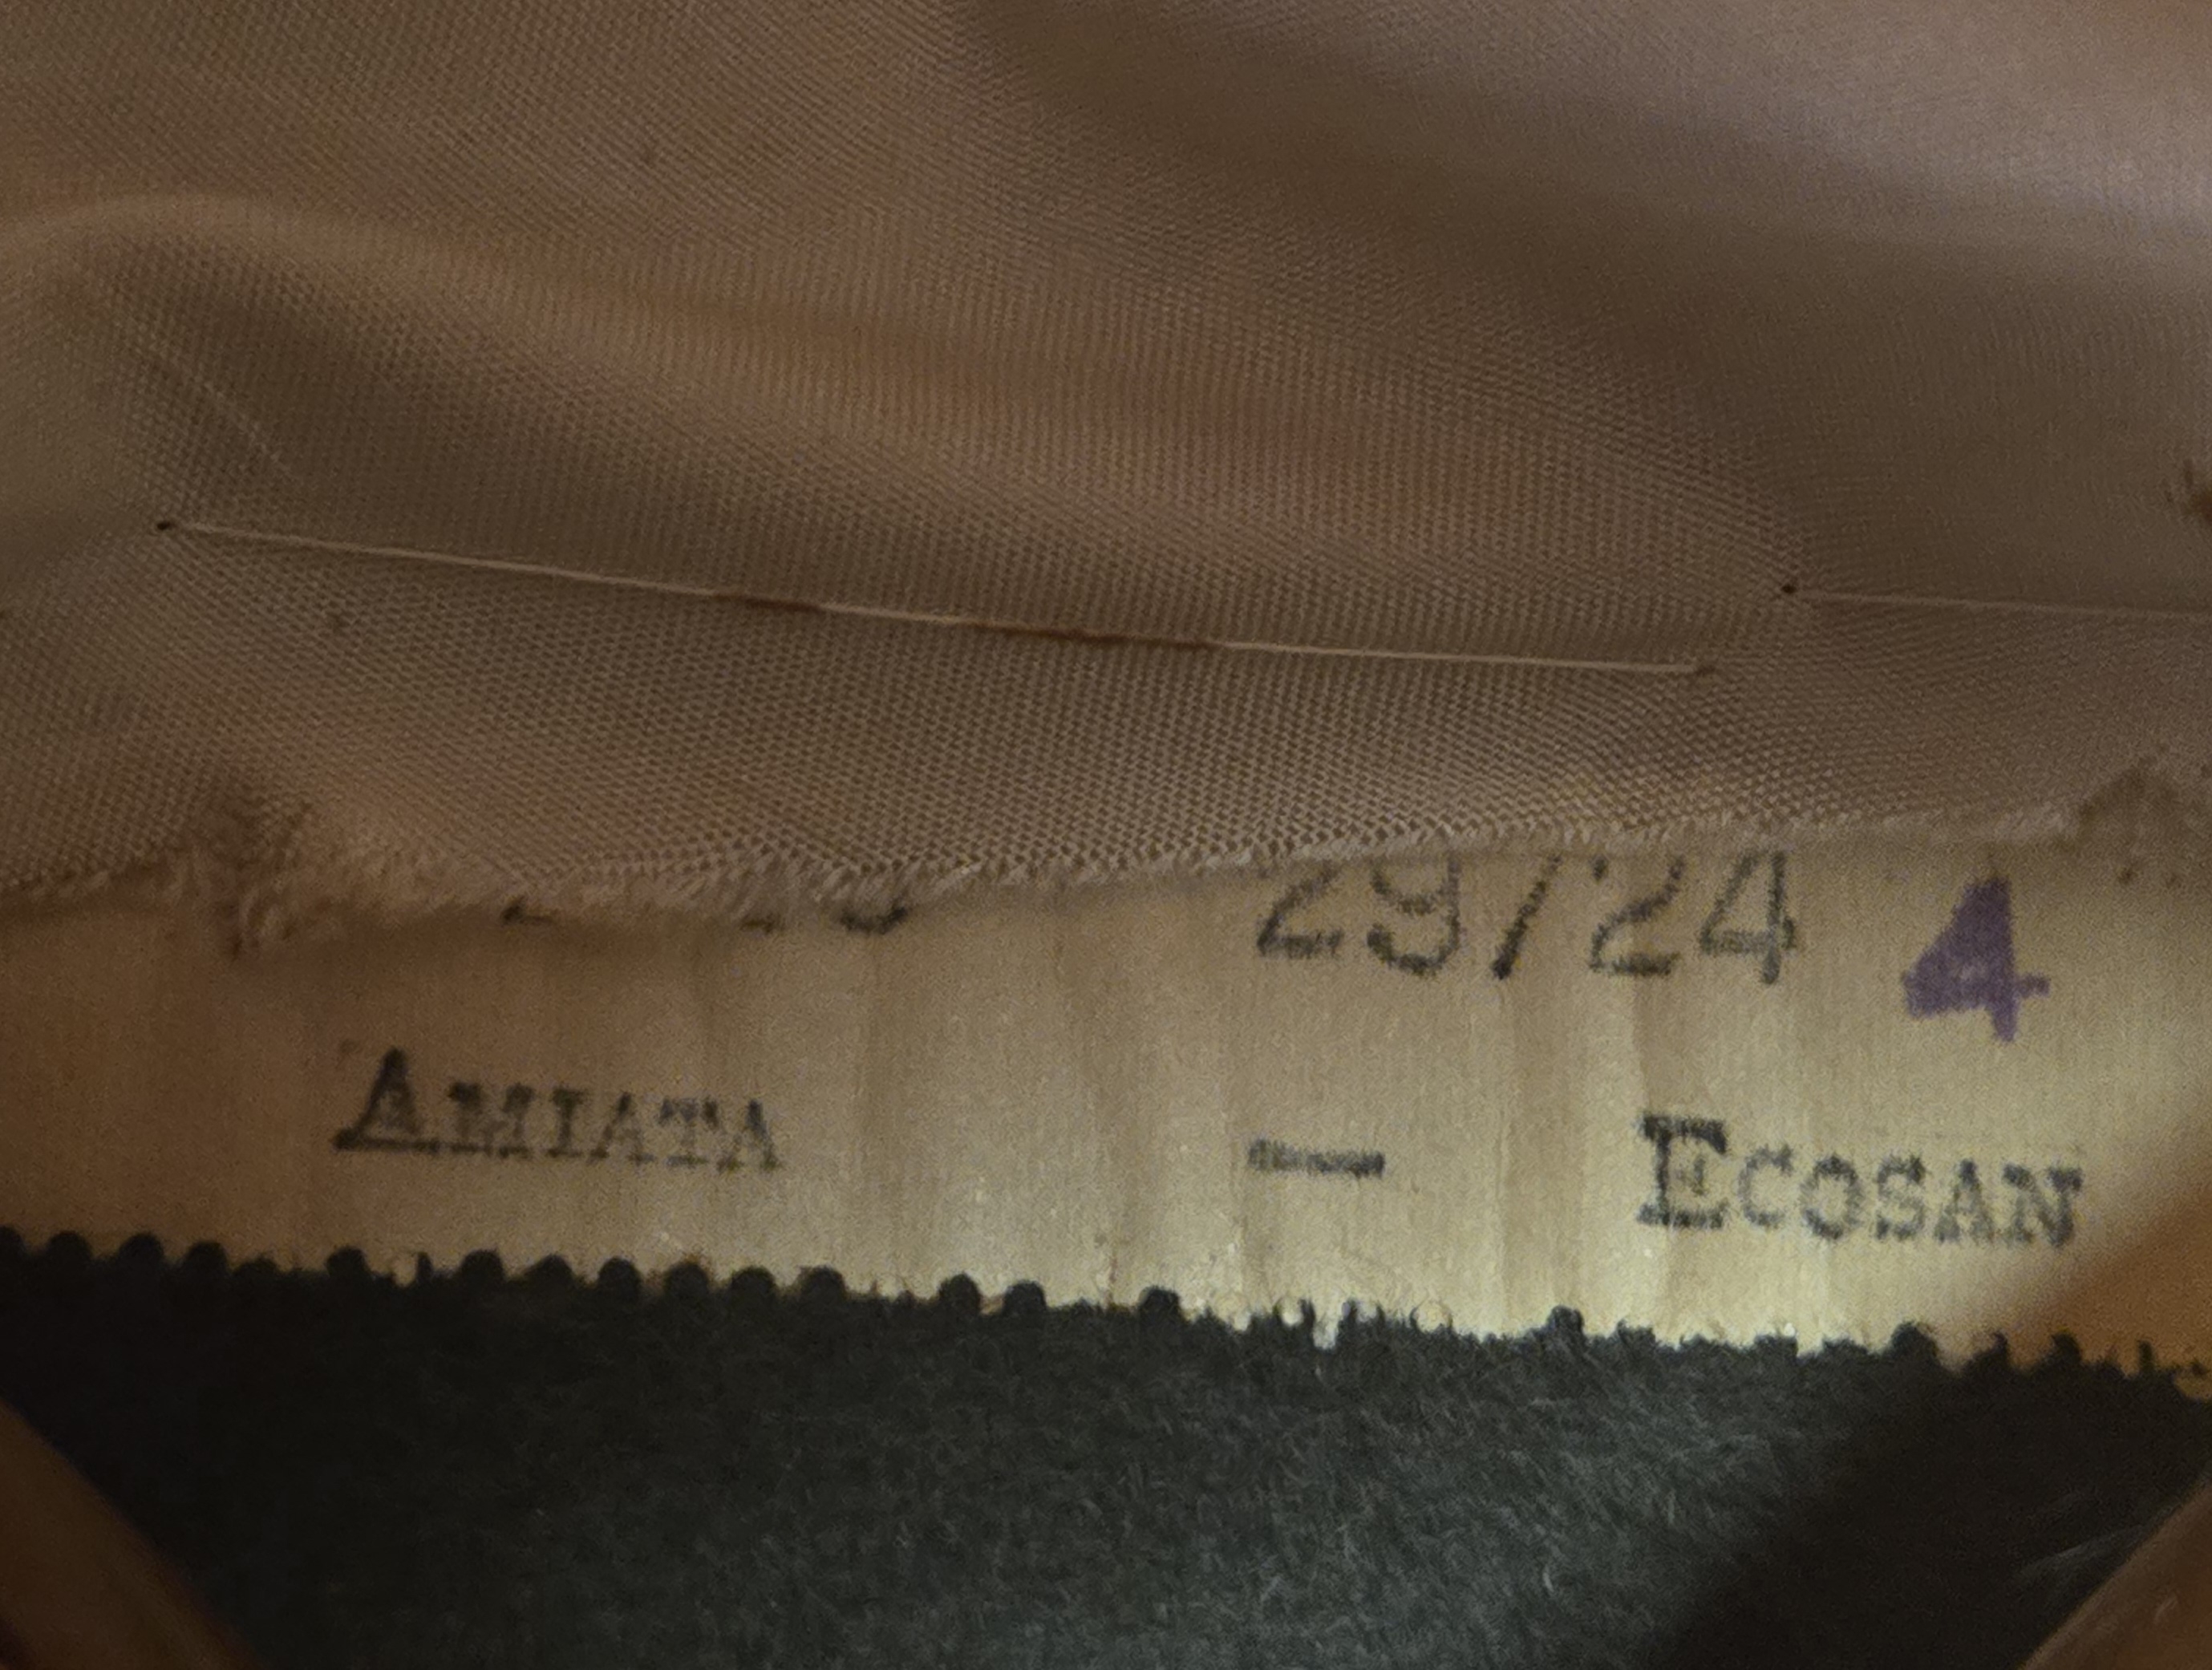 29/24 4
AMIATA – ECOSAN